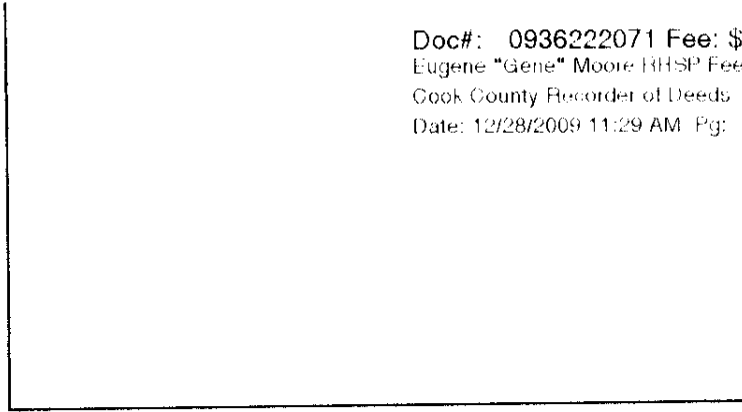 Doc#: 0936222071 Fee: $
Eugene "Gene" Moore RHSP Fee
Cook County Recorder of Deeds
Date: 12/28/2009 11:29 AM Pg: